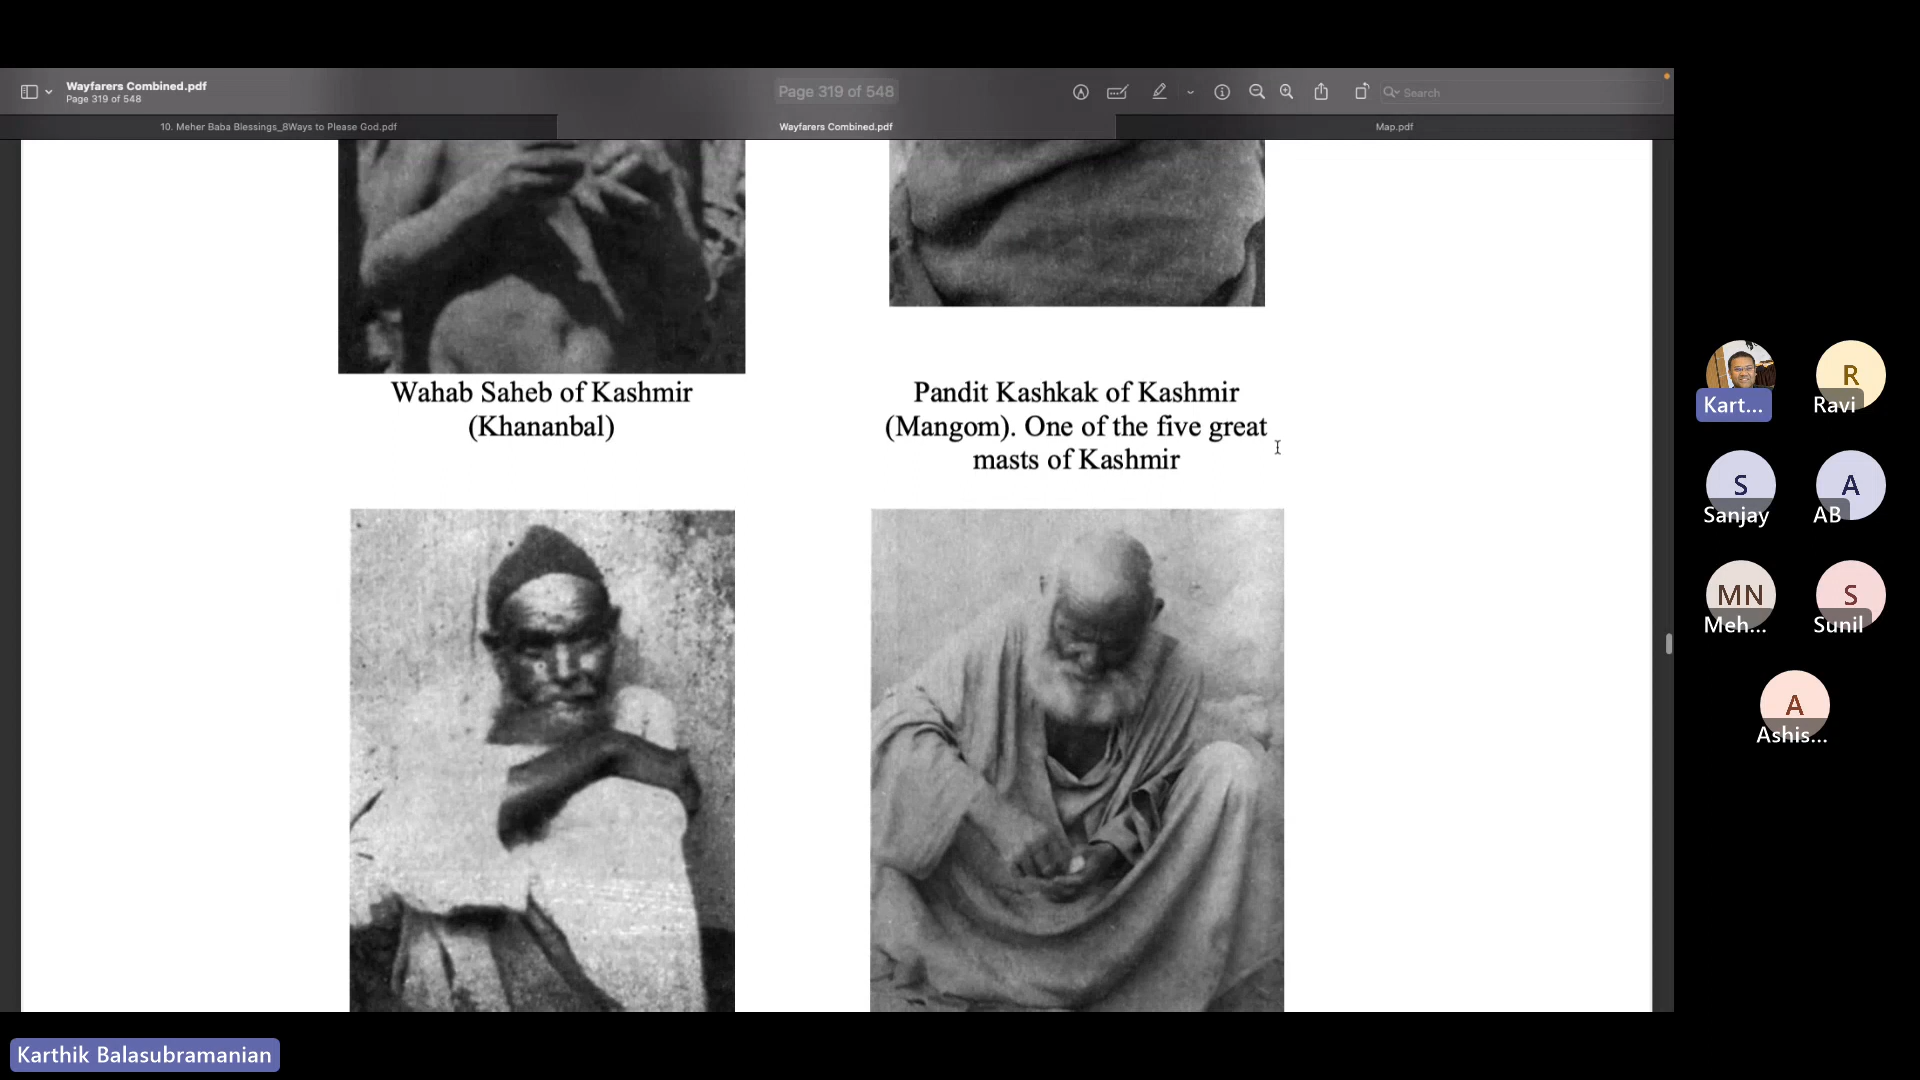 Wayfarers Combined.pdf
Page 319 of 548
Page 319 of 548
Search
10. Meher Baba Blessings_8Ways to Please God.pdf
Wayfarers Combined.pdf
Map.pdf
Wahab Saheb of Kashmir
(Khananbal)
Pandit Kashkak of Kashmir
(Mangom). One of the five great
masts of Kashmir
Kart...
R
Ravi
S
Sanjay
A
AB
MN
Meh...
S
Sunil
A
Ashis...
Karthik Balasubramanian